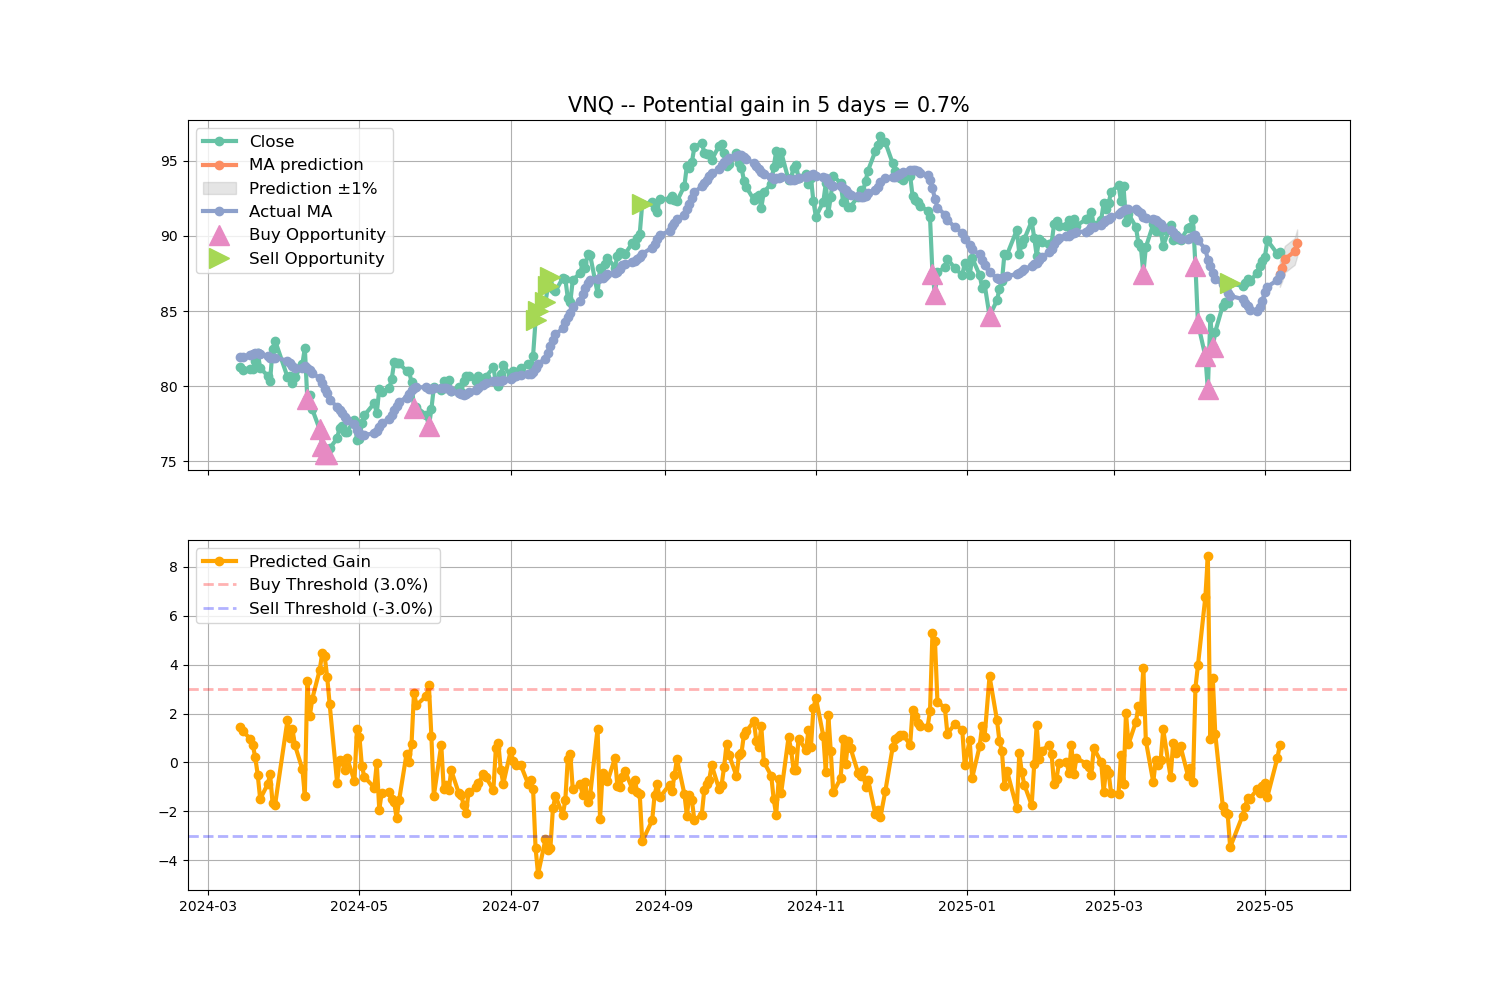 VNQ -- Potential gain in 5 days = 0.7%
Close
MA prediction
Prediction ±1%
Actual MA
Buy Opportunity
Sell Opportunity
95
90
85
80
75
Predicted Gain
Buy Threshold (3.0%)
Sell Threshold (-3.0%)
8
6
4
2
0
−2
−4
2024-03 2024-05 2024-07 2024-09 2024-11 2025-01 2025-03 2025-05